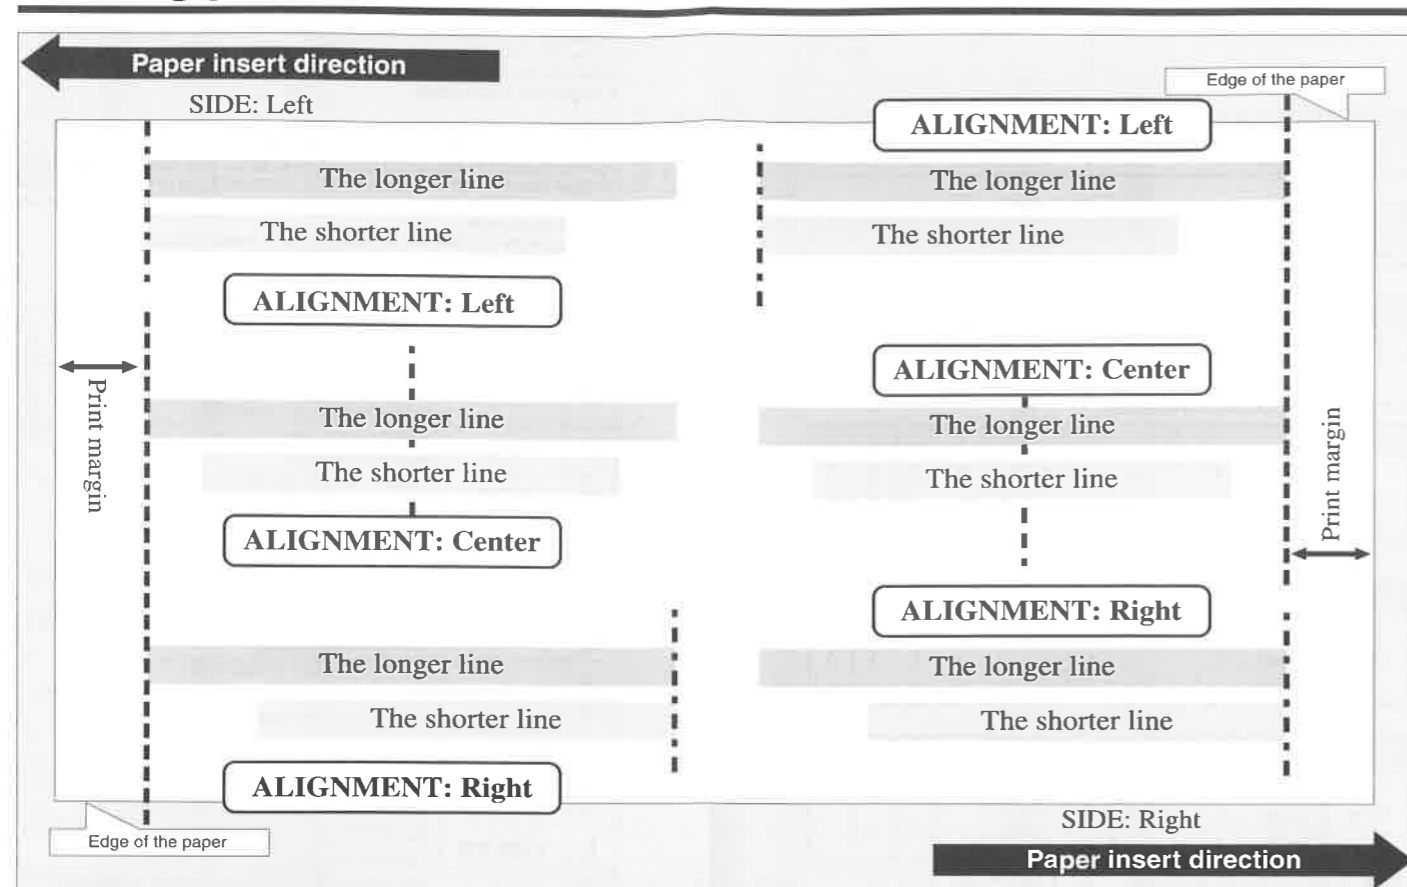 Paper insert direction
SIDE: Left
Edge of the paper
ALIGNMENT: Left
The longer line
The longer line
The shorter line
The shorter line
ALIGNMENT: Left
ALIGNMENT: Center
Print margin
The longer line
The longer line
Print margin
The shorter line
The shorter line
ALIGNMENT: Center
ALIGNMENT: Right
The longer line
The longer line
The shorter line
The shorter line
ALIGNMENT: Right
SIDE: Right
Edge of the paper
Paper insert direction